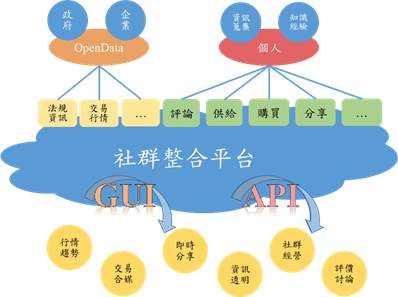 政
府
企
業
資訊
蒐集
知識
經驗
OpenData
個人
法規
資訊
交易
行情
...
評論
供給
購買
分享
...
社群整合平台
GUI
API
行情
趨勢
交易
合媒
即時
分享
資訊
透明
社群
經營
評價
討論